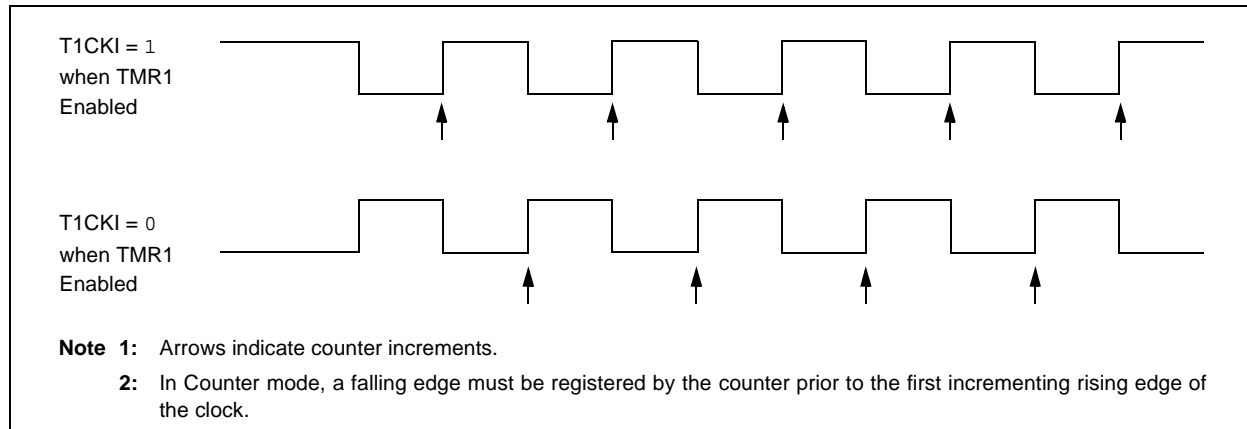 T1CKI = 1
when TMR1
Enabled
T1CKI = 0
when TMR1
Enabled
Note 1: Arrows indicate counter increments.
2: In Counter mode, a falling edge must be registered by the counter prior to the first incrementing rising edge of
the clock.